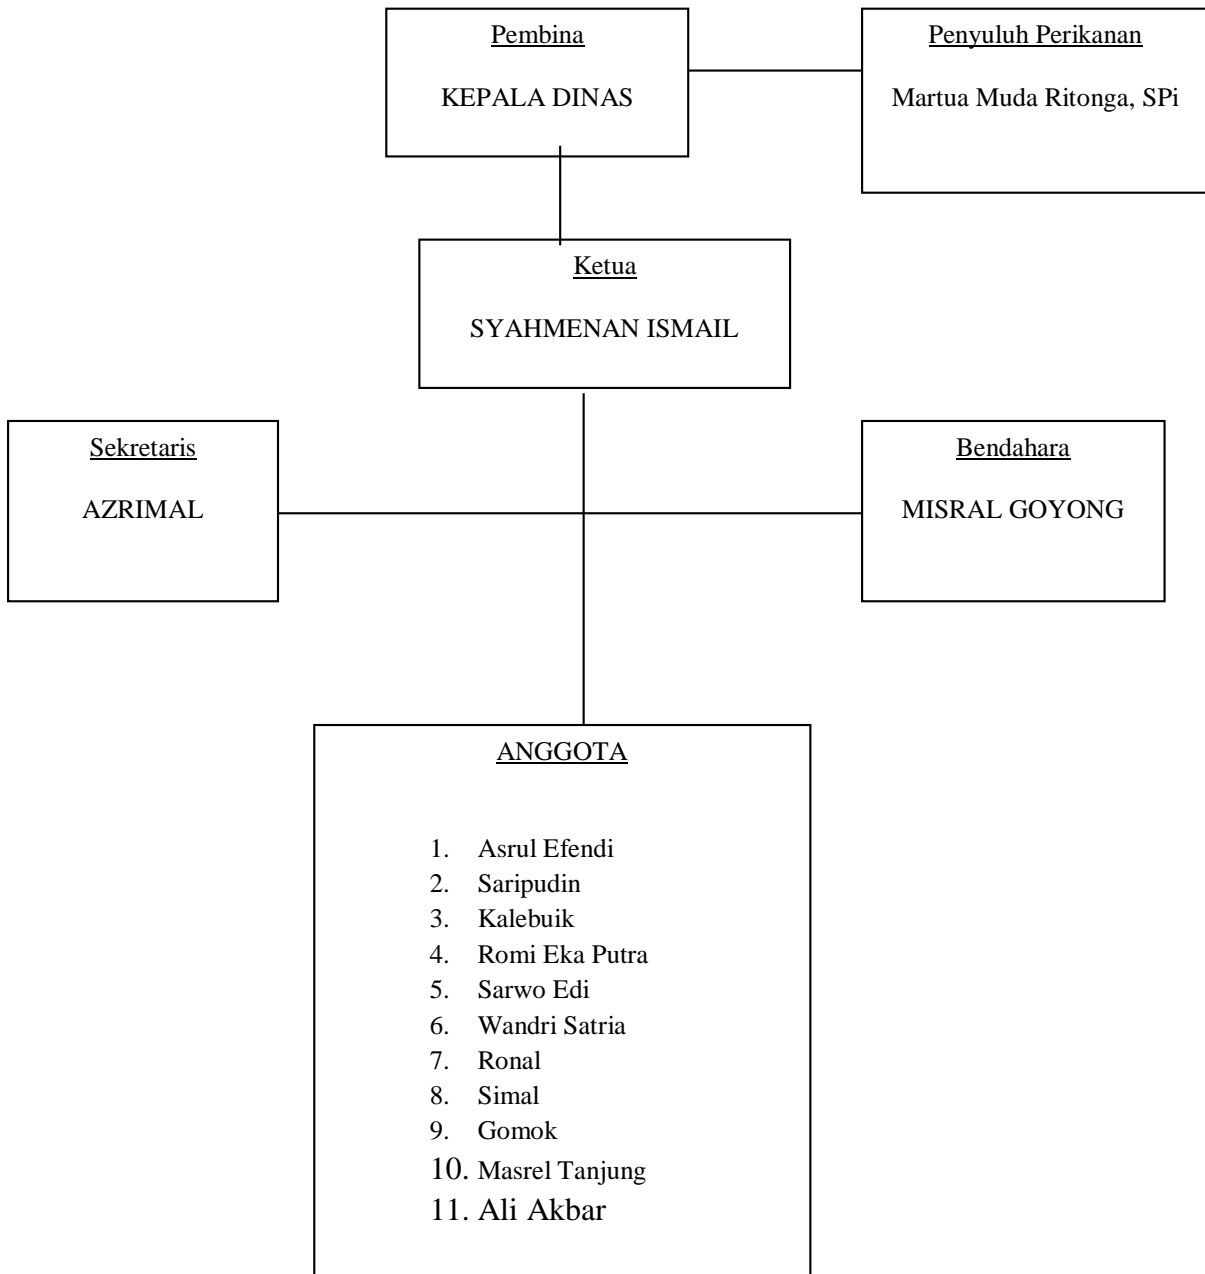 Pembina
KEPALA DINAS
Penyuluh Perikanan
Martua Muda Ritonga, SPi
Ketua
SYAHMENAN ISMAIL
Sekretaris
AZRIMAL
Bendahara
MISRAL GOYONG
ANGGOTA
1. Asrul Efendi
2. Saripudin
3. Kalebuik
4. Romi Eka Putra
5. Sarwo Edi
6. Wandri Satria
7. Ronal
8. Simal
9. Gomok
10. Masrel Tanjung
11. Ali Akbar